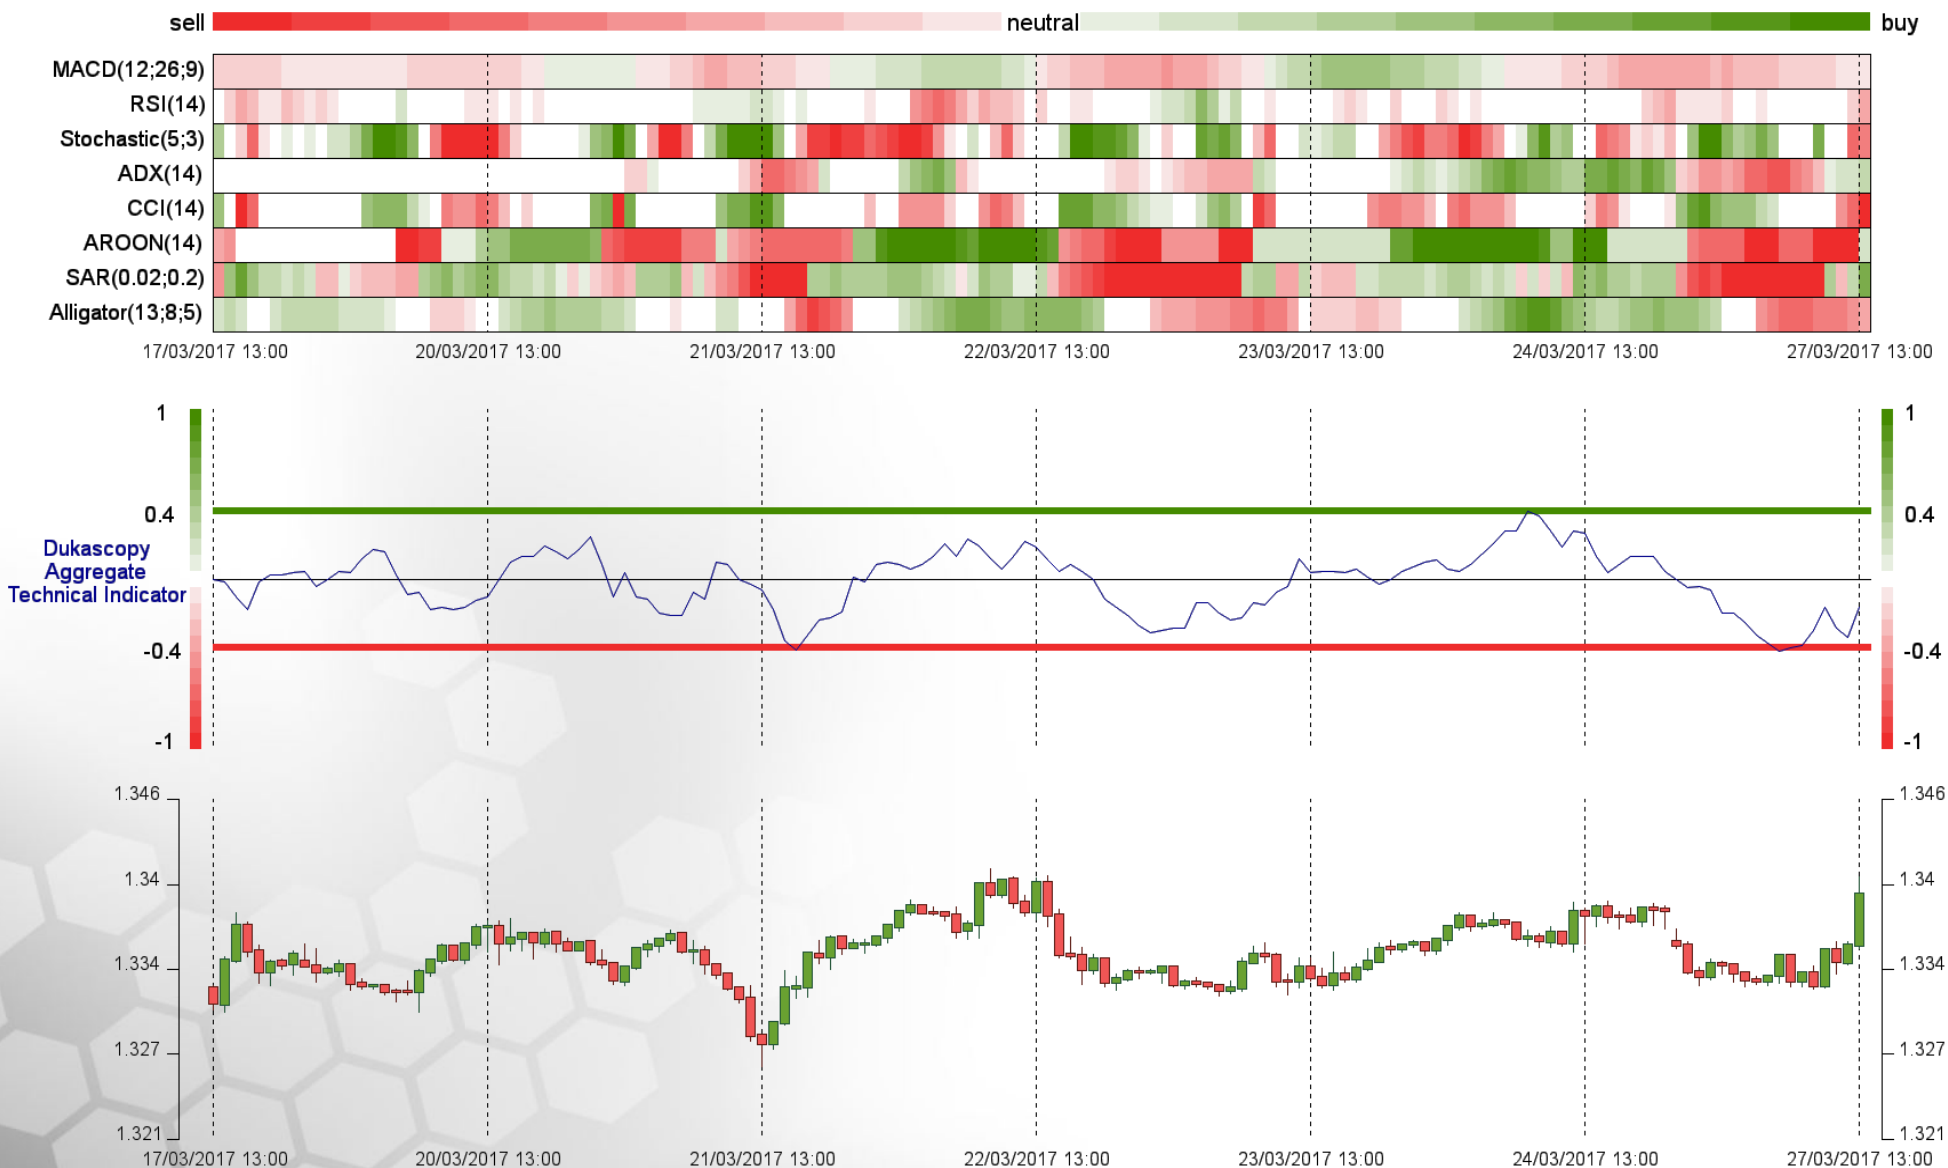 sell neutral buy
MACD(12;26;9)
RSI(14)
Stochastic(5;3)
ADX(14)
CCI(14)
AROON(14)
SAR(0.02;0.2)
Alligator(13;8;5)
17/03/2017 13:00 20/03/2017 13:00 21/03/2017 13:00 22/03/2017 13:00 23/03/2017 13:00 24/03/2017 13:00 27/03/2017 13:00
1 1
0.4 0.4
Dukascopy
Aggregate
Technical Indicator
-0.4 -0.4
-1 -1
1.346 1.346
1.34 1.34
1.334 1.334
1.327 1.327
1.321 1.321
17/03/2017 13:00 20/03/2017 13:00 21/03/2017 13:00 22/03/2017 13:00 23/03/2017 13:00 24/03/2017 13:00 27/03/2017 13:00